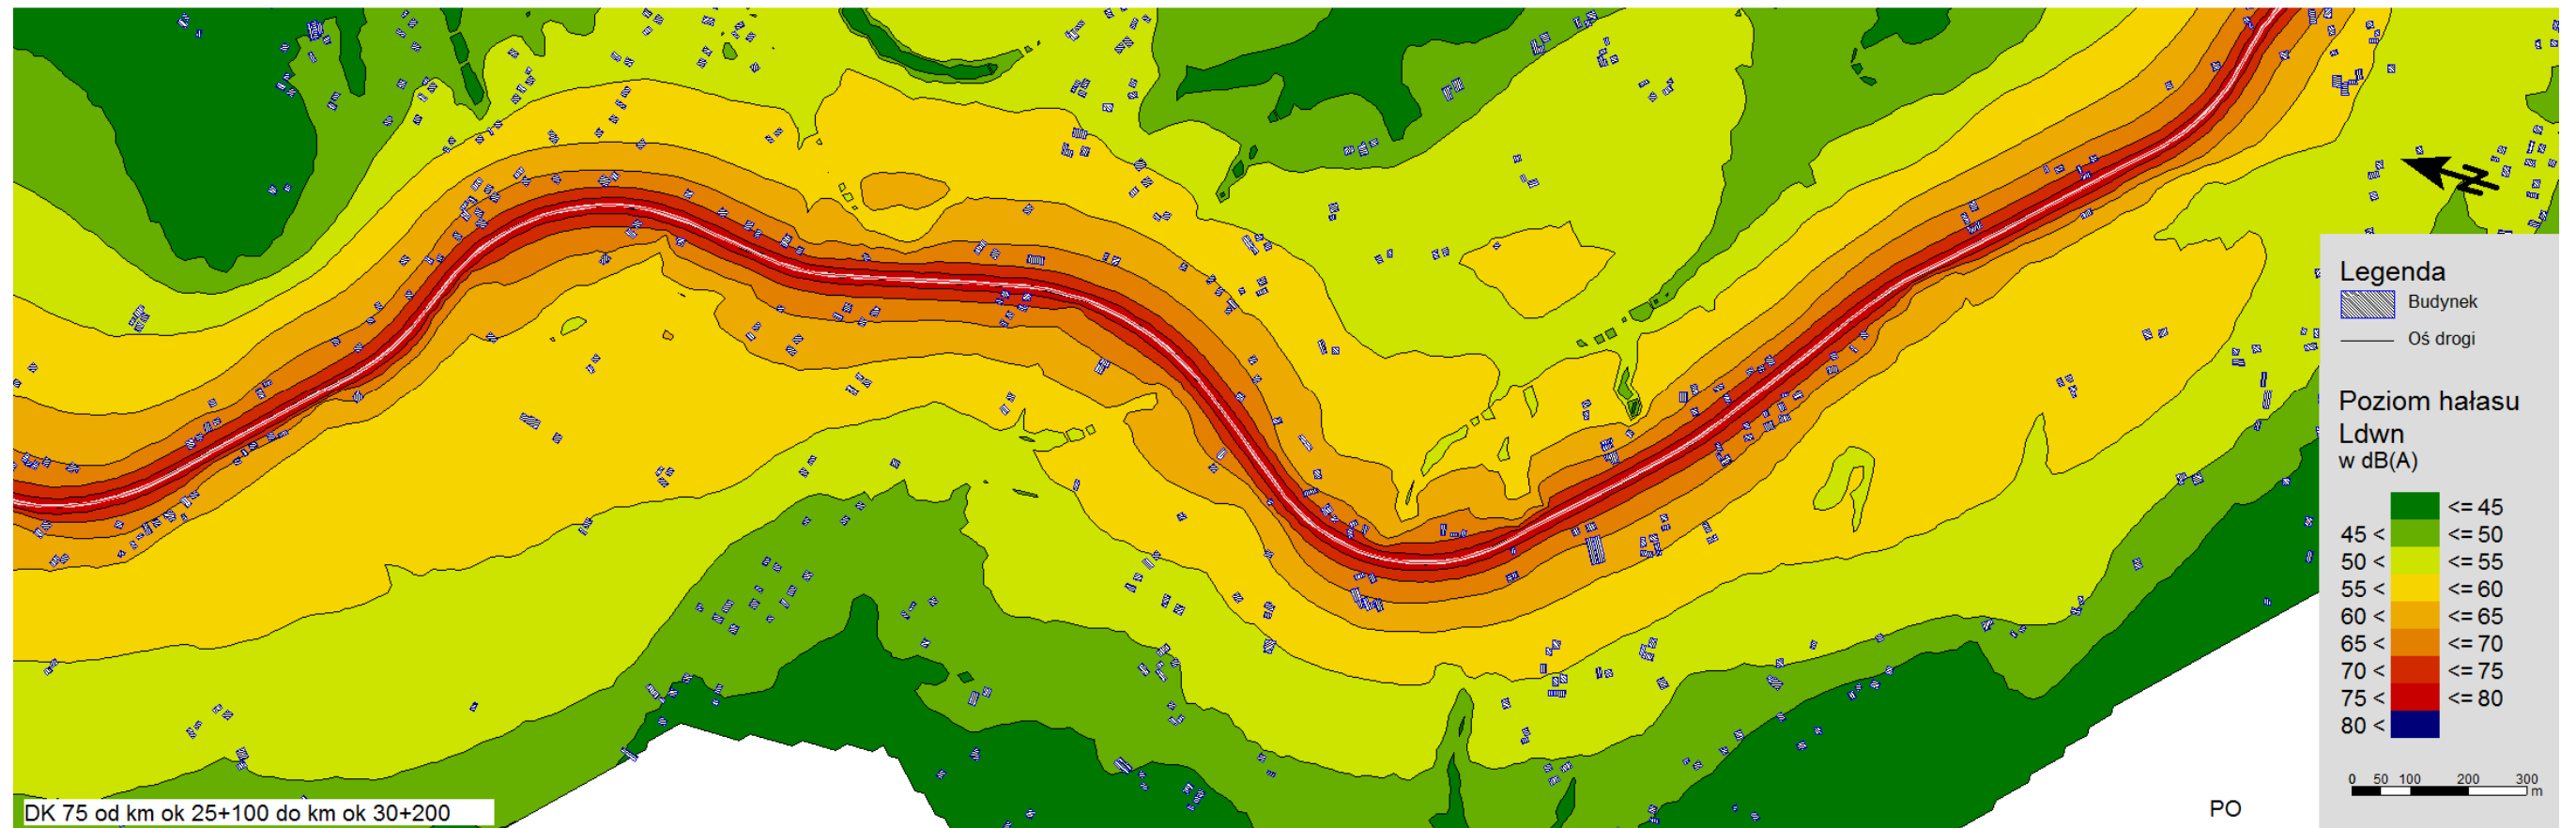 Legenda
Budynek
Oś drogi
Poziom hałasu
Ldwn
w dB(A)
<= 45
45 < <= 50
50 < <= 55
55 < <= 60
60 < <= 65
65 < <= 70
70 < <= 75
75 < <= 80
80 <
0 50 100 200 300
m
DK 75 od km ok 25+100 do km ok 30+200
PO